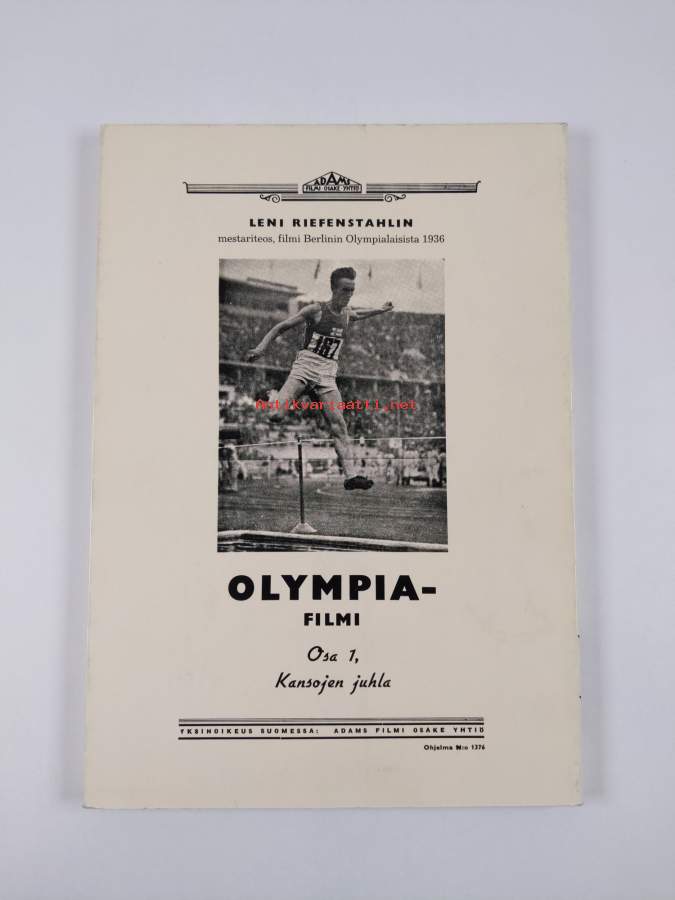 ADAMS
FILMI OSAKE YHTIÖ
LENI RIEFENSTAHLIN
mestariteos, filmi Berlinin Olympialaisista 1936
167
Antikvariaatti.net
OLYMPIA-
FILMI
Osa 1,
Kansojen juhla
YKSINOIKEUS SUOMESSA: ADAMS FILMI OSAKE YHTIÖ
Ohjelma N:o 1376